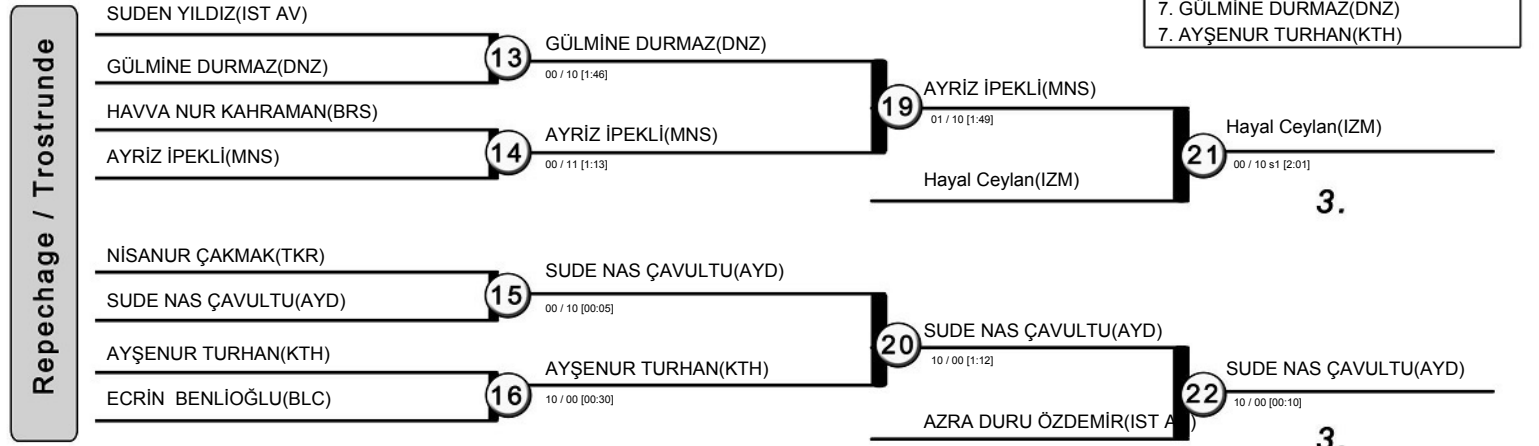 Repechage / Trostrunde
7. GÜLMİNE DURMAZ(DNZ)
7. AYŞENUR TURHAN(KTH)
SUDEN YILDIZ(IST AV)
GÜLMİNE DURMAZ(DNZ)
13
GÜLMİNE DURMAZ(DNZ)
00 / 10 [1:46]
HAVVA NUR KAHRAMAN(BRS)
AYRİZ İPEKLİ(MNS)
14
AYRİZ İPEKLİ(MNS)
00 / 11 [1:13]
19
AYRİZ İPEKLİ(MNS)
01 / 10 [1:49]
Hayal Ceylan(IZM)
21
Hayal Ceylan(IZM)
00 / 10 s1 [2:01]
3.
NİSANUR ÇAKMAK(TKR)
SUDE NAS ÇAVULTU(AYD)
15
SUDE NAS ÇAVULTU(AYD)
00 / 10 [00:05]
AYŞENUR TURHAN(KTH)
ECRİN BENLİOĞLU(BLC)
16
AYŞENUR TURHAN(KTH)
10 / 00 [00:30]
20
SUDE NAS ÇAVULTU(AYD)
10 / 00 [1:12]
AZRA DURU ÖZDEMİR(IST
22
SUDE NAS ÇAVULTU(AYD)
10 / 00 [00:10]
3.